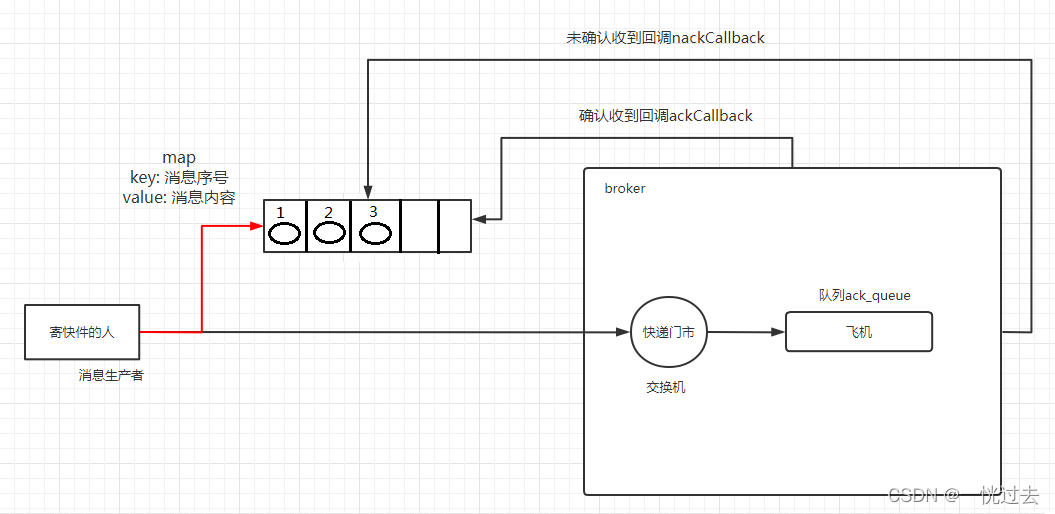 未确认收到回调nackCallback
确认收到回调ackCallback
map
key: 消息序号
value: 消息内容
1 2 3
broker
队列ack_queue
寄快件的人
快递门市
飞机
消息生产者
交换机
CSDN @ 恍过去